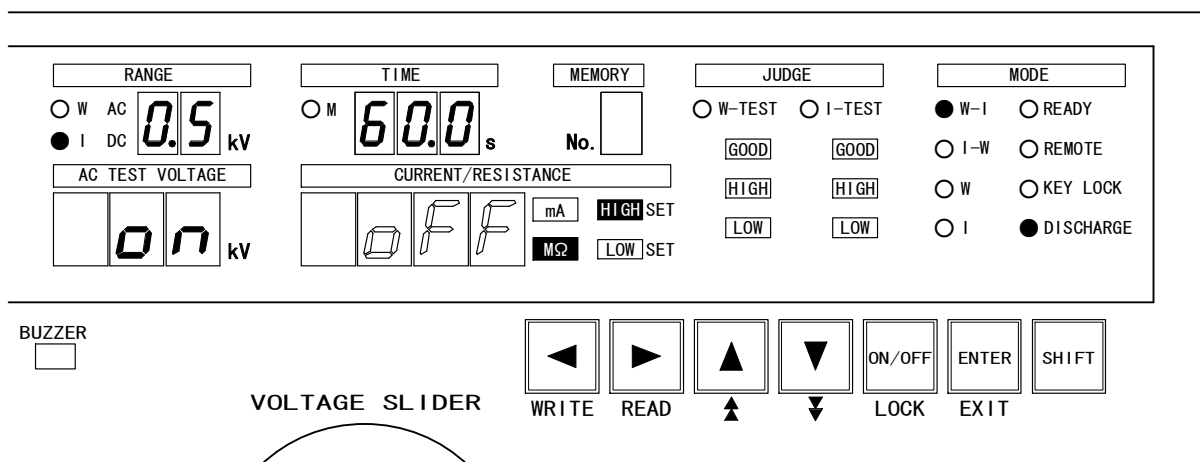 RANGE TIME MEMORY JUDGE MODE
W AC 0.5 kV M 60.0 s No. W-TEST I-TEST W-I READY
I DC
GOOD GOOD I-W REMOTE
AC TEST VOLTAGE CURRENT/RESISTANCE
HIGH HIGH W KEY LOCK
on kV oFF mA HIGH SET
LOW LOW I DISCHARGE
MΩ LOW SET
BUZZER
◀ ▶ ▲ ▼ ON/OFF ENTER SHIFT
VOLTAGE SLIDER
WRITE READ LOCK EXIT